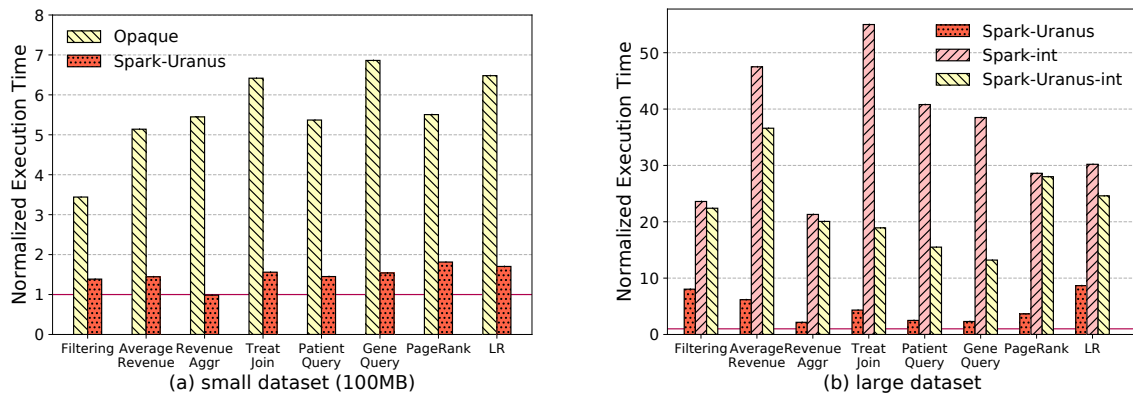 Normalized Execution Time
8
7
6
5
4
3
2
1
0
Opaque
Spark-Uranus
Filtering
Average
Revenue
Revenue
Aggr
Treat
Join
Patient
Query
Gene
Query
PageRank
LR
(a) small dataset (100MB)
Normalized Execution Time
50
40
30
20
10
0
Spark-Uranus
Spark-int
Spark-Uranus-int
Filtering
Average
Revenue
Revenue
Aggr
Treat
Join
Patient
Query
Gene
Query
PageRank
LR
(b) large dataset